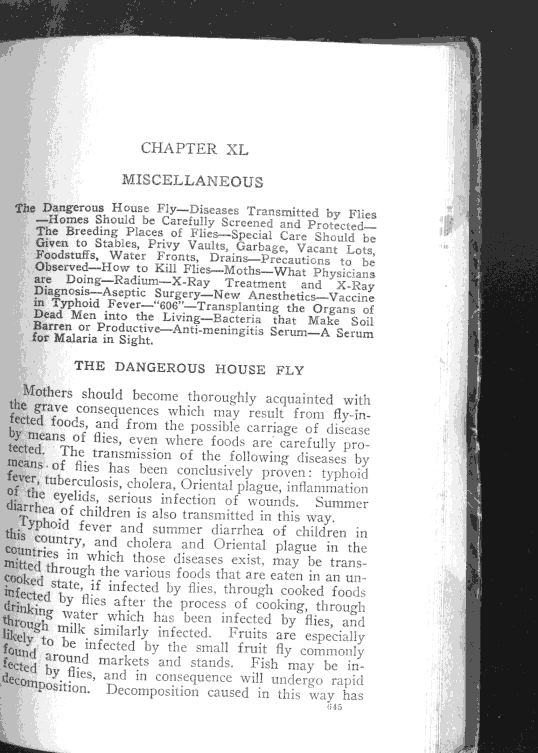 CHAPTER XL
MISCELLANEOUS
The Dangerous House Fly—Diseases Transmitted by Flies
—Homes Should be Carefully Screened and Protected—
The Breeding Places of Flies—Special Care Should be
Given to Stables, Privy Vaults, Garbage, Vacant Lots,
Foodstuffs, Water Fronts, Drains—Precautions to be
Observed—How to Kill Flies—Moths—What Physicians
are Doing—Radium—X-Ray Treatment and X-Ray
Diagnosis—Aseptic Surgery—New Anesthetics—Vaccine
in Typhoid Fever—"606"—Transplanting the Organs of
Dead Men into the Living—Bacteria that Make Soil
Barren or Productive—Anti-meningitis Serum—A Serum
for Malaria in Sight.
THE DANGEROUS HOUSE FLY
Mothers should become thoroughly acquainted with
the grave consequences which may result from fly-in-
fected foods, and from the possible carriage of disease
by means of flies, even where foods are carefully pro-
tected. The transmission of the following diseases by
means of flies has been conclusively proven: typhoid
fever, tuberculosis, cholera, Oriental plague, inflammation
of the eyelids, serious infection of wounds. Summer
diarrhea of children is also transmitted in this way.
Typhoid fever and summer diarrhea of children in
this country, and cholera and Oriental plague in the
countries in which those diseases exist, may be trans-
mitted through the various foods that are eaten in an un-
cooked state, if infected by flies, through cooked foods
infected by flies after the process of cooking, through
drinking water which has been infected by flies, and
through milk similarly infected. Fruits are especially
likely to be infected by the small fruit fly commonly
found around markets and stands. Fish may be in-
fected by flies, and in consequence will undergo rapid
decomposition. Decomposition caused in this way has
645